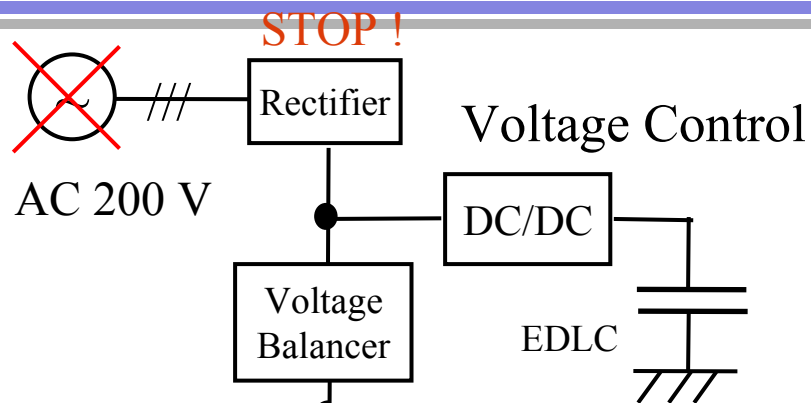 STOP !
Rectifier
Voltage Control
AC 200 V
DC/DC
Voltage
Balancer
EDLC